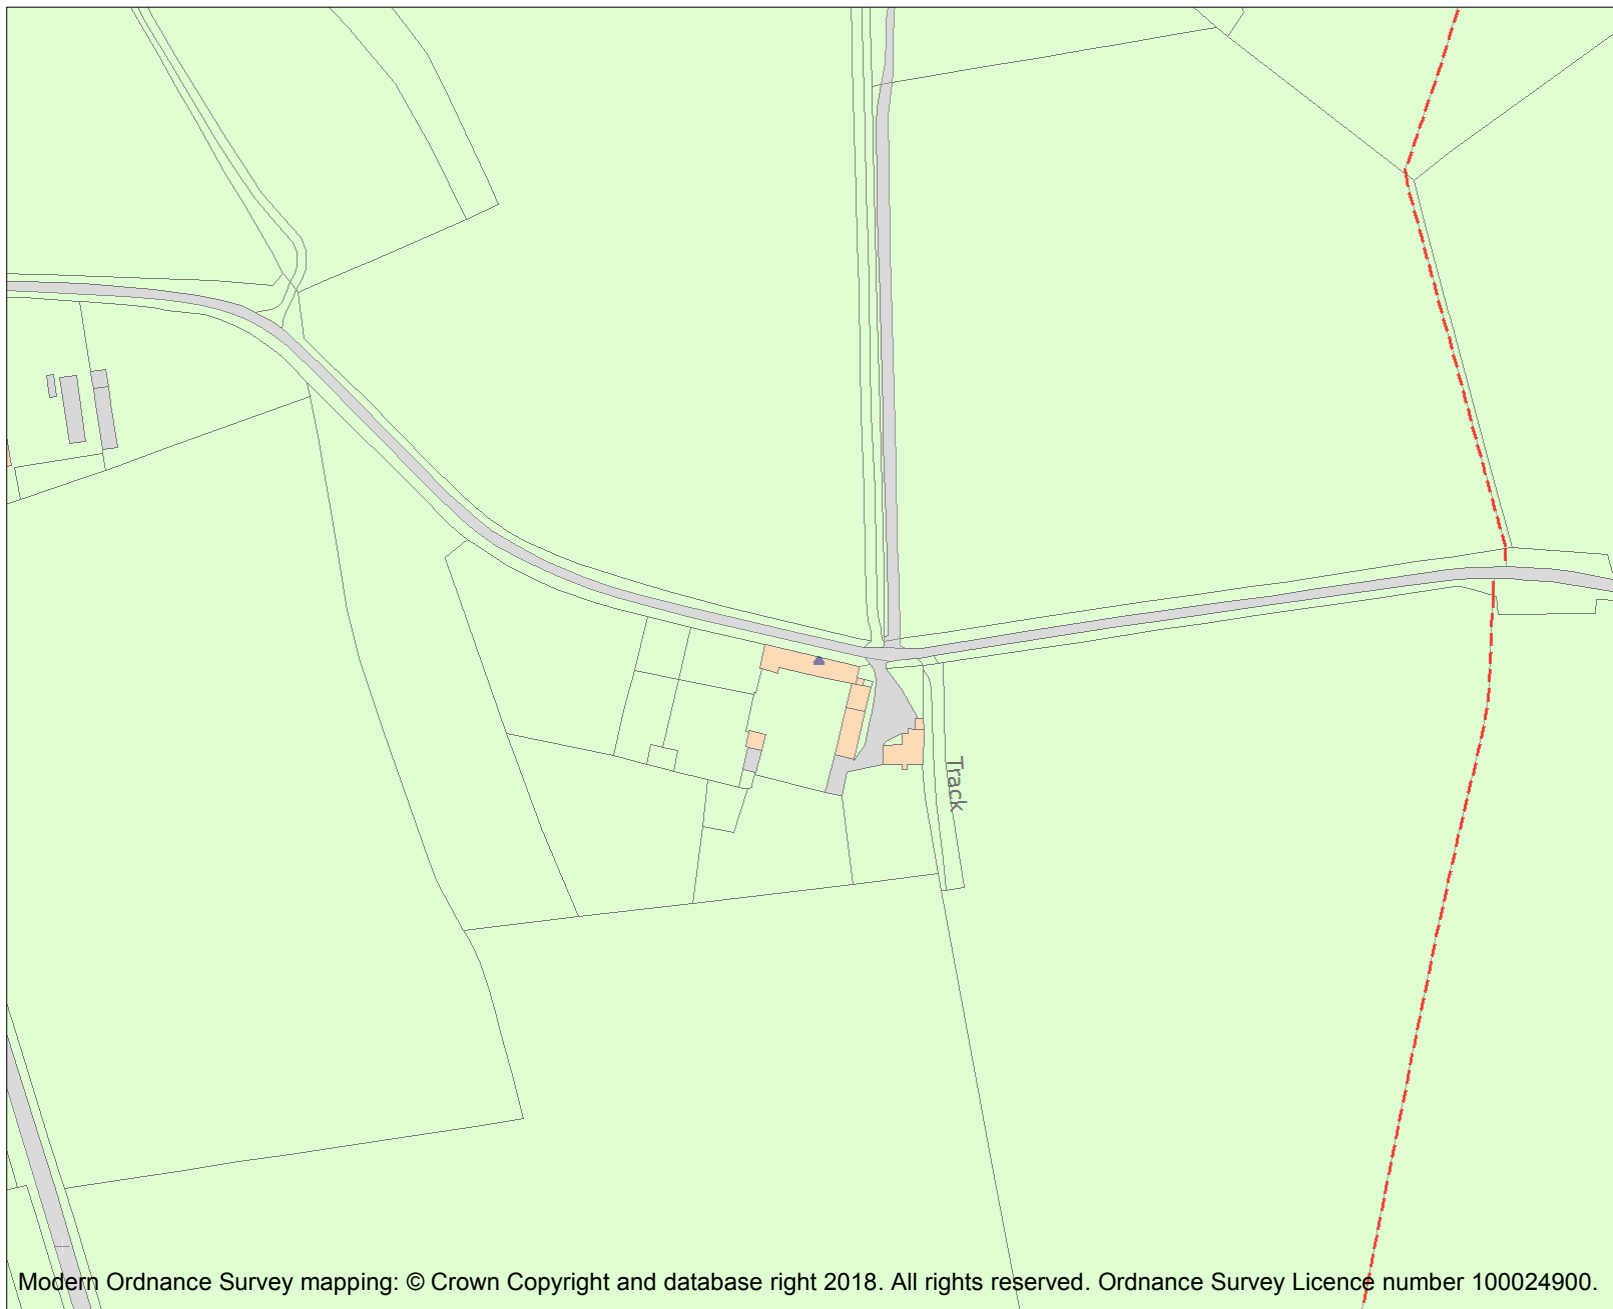 Track
Modern Ordnance Survey mapping: © Crown Copyright and database right 2018. All rights reserved. Ordnance Survey Licence number 100024900.